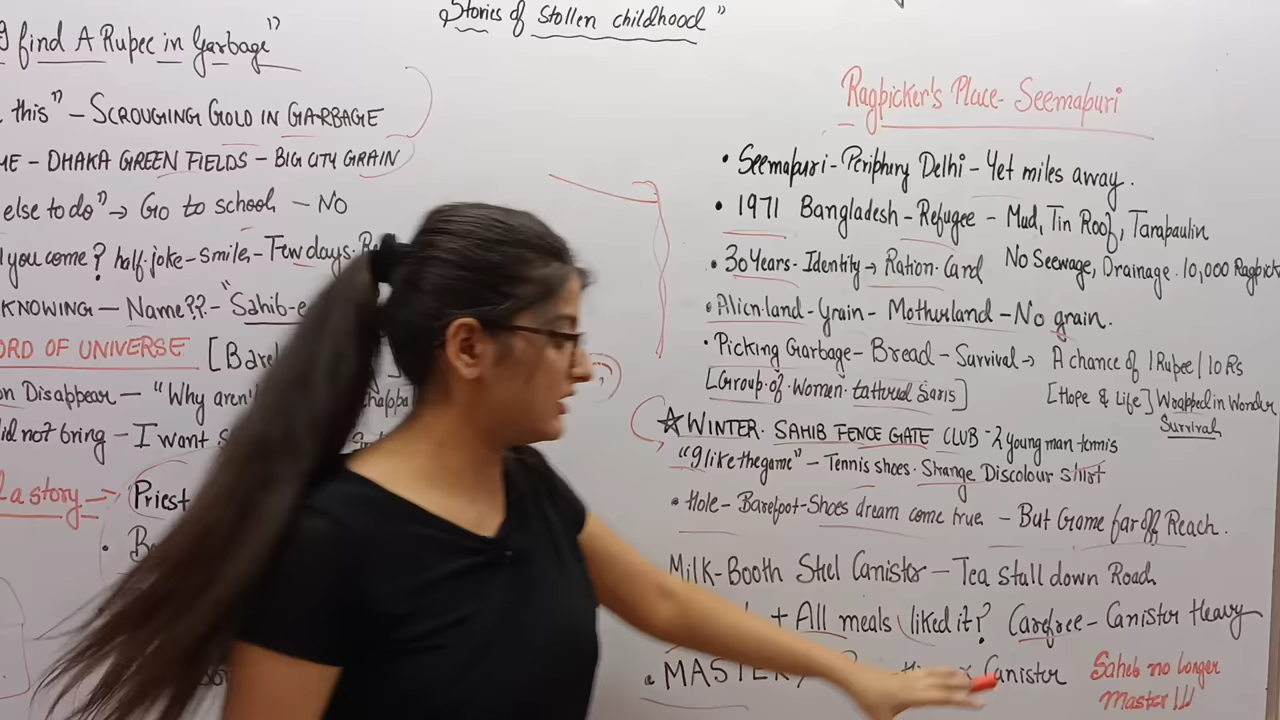 Stories of Stollen childhood"
find A Rupee in Garbage"
this" – SCROUGING GOLD IN GARBAGE
ME – DHAKA GREEN FIELDS – BIG CITY GRAIN
else to do" → Go to school – No
you come? half-joke-smile-Few days.
KNOWING – Name??-"Sahib-e
ORD OF UNIVERSE [Bare
on Disappear – "Why aren't chappa
did not bring – I want
a story → Priest
Ragpicker's Place- Seemapuri
• Seemapuri-Periphery Delhi – Yet miles away.
• 1971 Bangladesh-Refugee – Mud, Tin Roof, Tarapaulin
• 30 Years- Identity → Ration Card No Sewage, Drainage. 10,000 Ragpick
• Alien land-Grain - Motherland – No grain.
• Picking Garbage – Bread – Survival → A chance of 1 Rupee / 10 Rs
[Group of women tattured Saris] [Hope & Life] Wrapped in Wonder
Survival
☆ WINTER. SAHIB FENCE GATE CLUB - 2 young man tennis
"I like the game" – Tennis shoes. Strange Discolour Shirt
• Hole – Barefoot-Shoes dream come true – But Game far off Reach.
Milk-Booth Steel Canister – Tea stall down Road
+ All meals liked it? Carefree – Canister Heavy
• MASTER Canister Saheb no longer
Master !!!